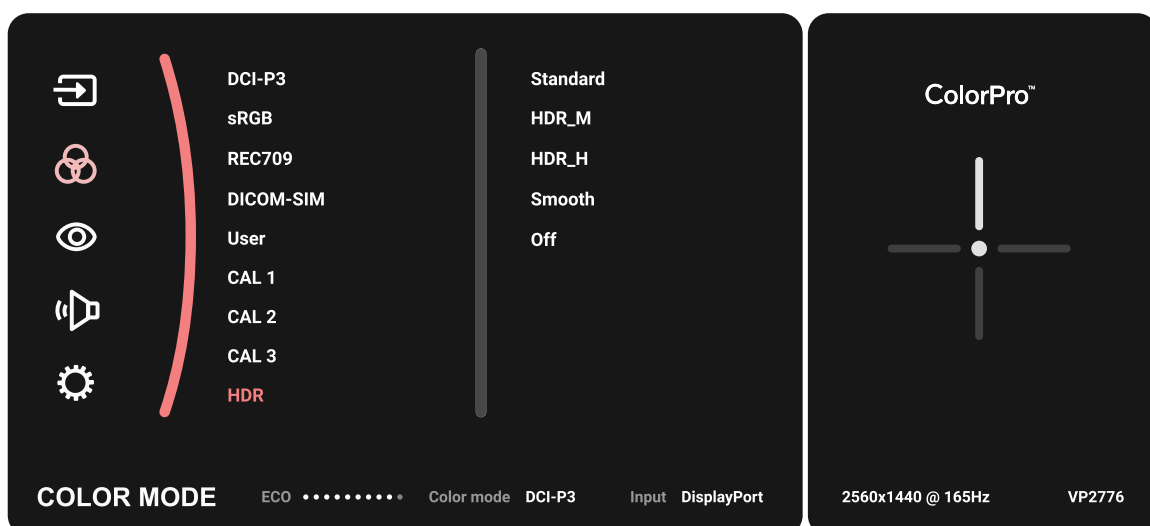 DCI-P3
sRGB
REC709
DICOM-SIM
User
CAL 1
CAL 2
CAL 3
HDR
Standard
HDR_M
HDR_H
Smooth
Off
COLOR MODE
ECO
Color mode DCI-P3
Input DisplayPort
ColorPro™
2560x1440 @ 165Hz
VP2776